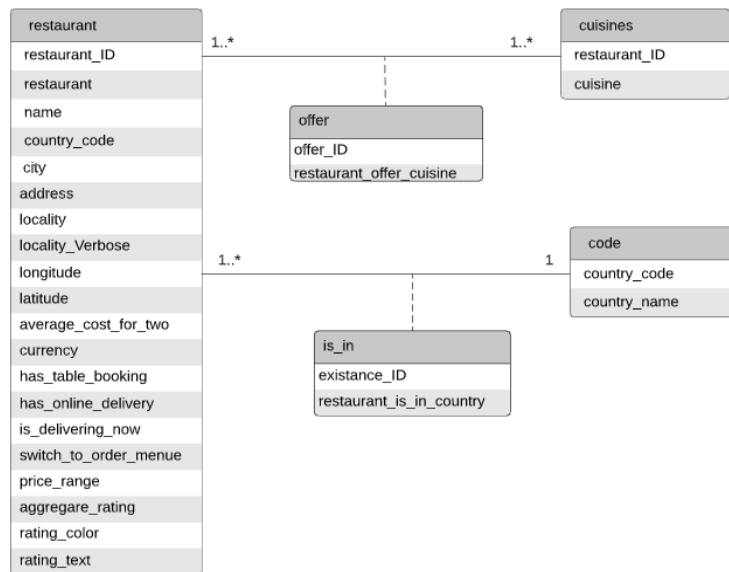 restaurant
restaurant_ID
restaurant
name
country_code
city
address
locality
locality_Verbose
longitude
latitude
average_cost_for_two
currency
has_table_booking
has_online_delivery
is_delivering_now
switch_to_order_menue
price_range
aggregare_rating
rating_color
rating_text
1..*
1..*
cuisines
restaurant_ID
cuisine
offer
offer_ID
restaurant_offer_cuisine
1..*
1
code
country_code
country_name
is_in
existance_ID
restaurant_is_in_country